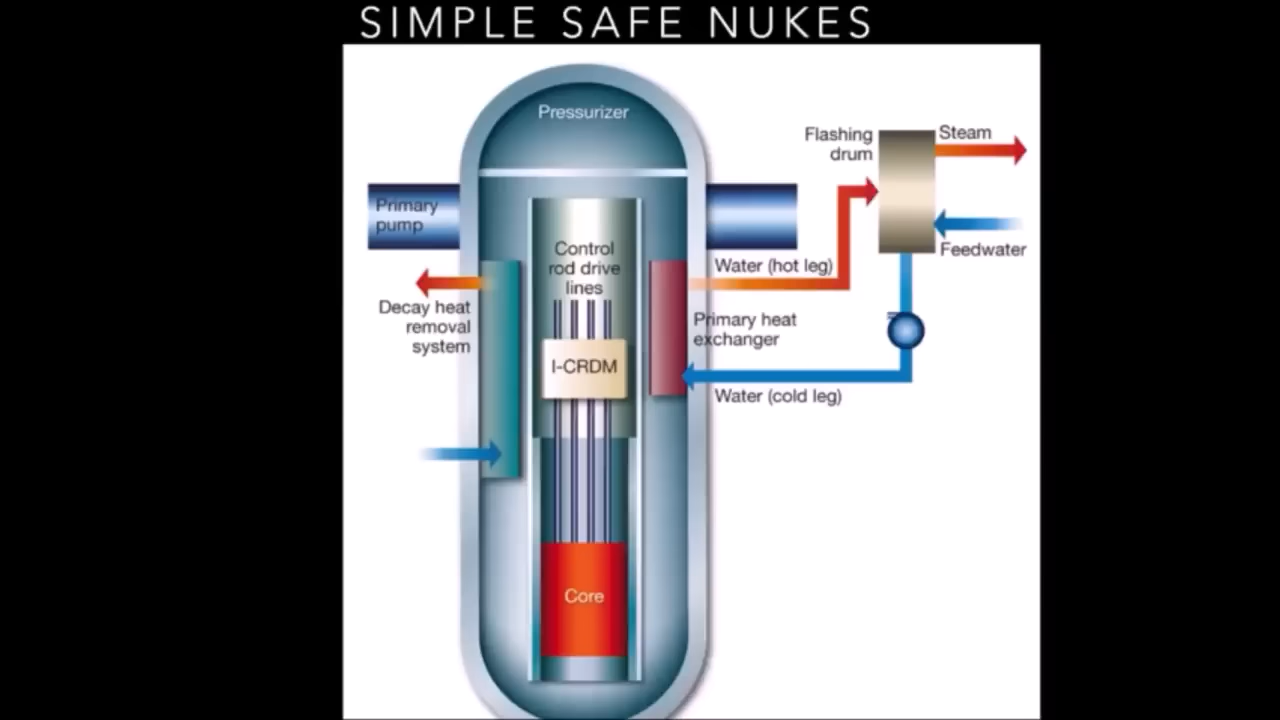 SIMPLE SAFE NUKES
Pressurizer
Flashing
drum
Steam
Primary
pump
Control
rod drive
lines
Feedwater
Water (hot leg)
Decay heat
removal
system
Primary heat
exchanger
I-CRDM
Water (cold leg)
Core